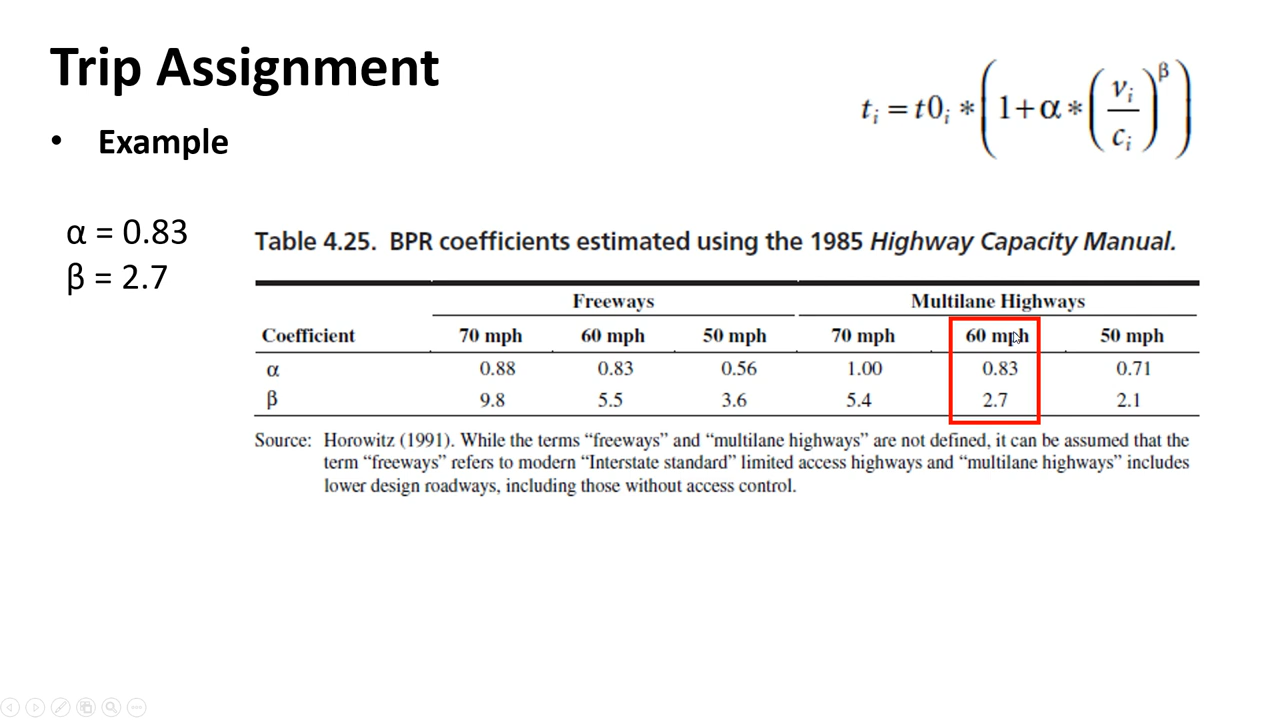 Trip Assignment
t_i = t0_i * (1 + α * (v_i / c_i)^β)
• Example
α = 0.83
β = 2.7
Table 4.25. BPR coefficients estimated using the 1985 Highway Capacity Manual.
Freeways Multilane Highways
Coefficient 70 mph 60 mph 50 mph 70 mph 60 mph 50 mph
α 0.88 0.83 0.56 1.00 0.83 0.71
β 9.8 5.5 3.6 5.4 2.7 2.1
Source: Horowitz (1991). While the terms “freeways” and “multilane highways” are not defined, it can be assumed that the
term “freeways” refers to modern “Interstate standard” limited access highways and “multilane highways” includes
lower design roadways, including those without access control.